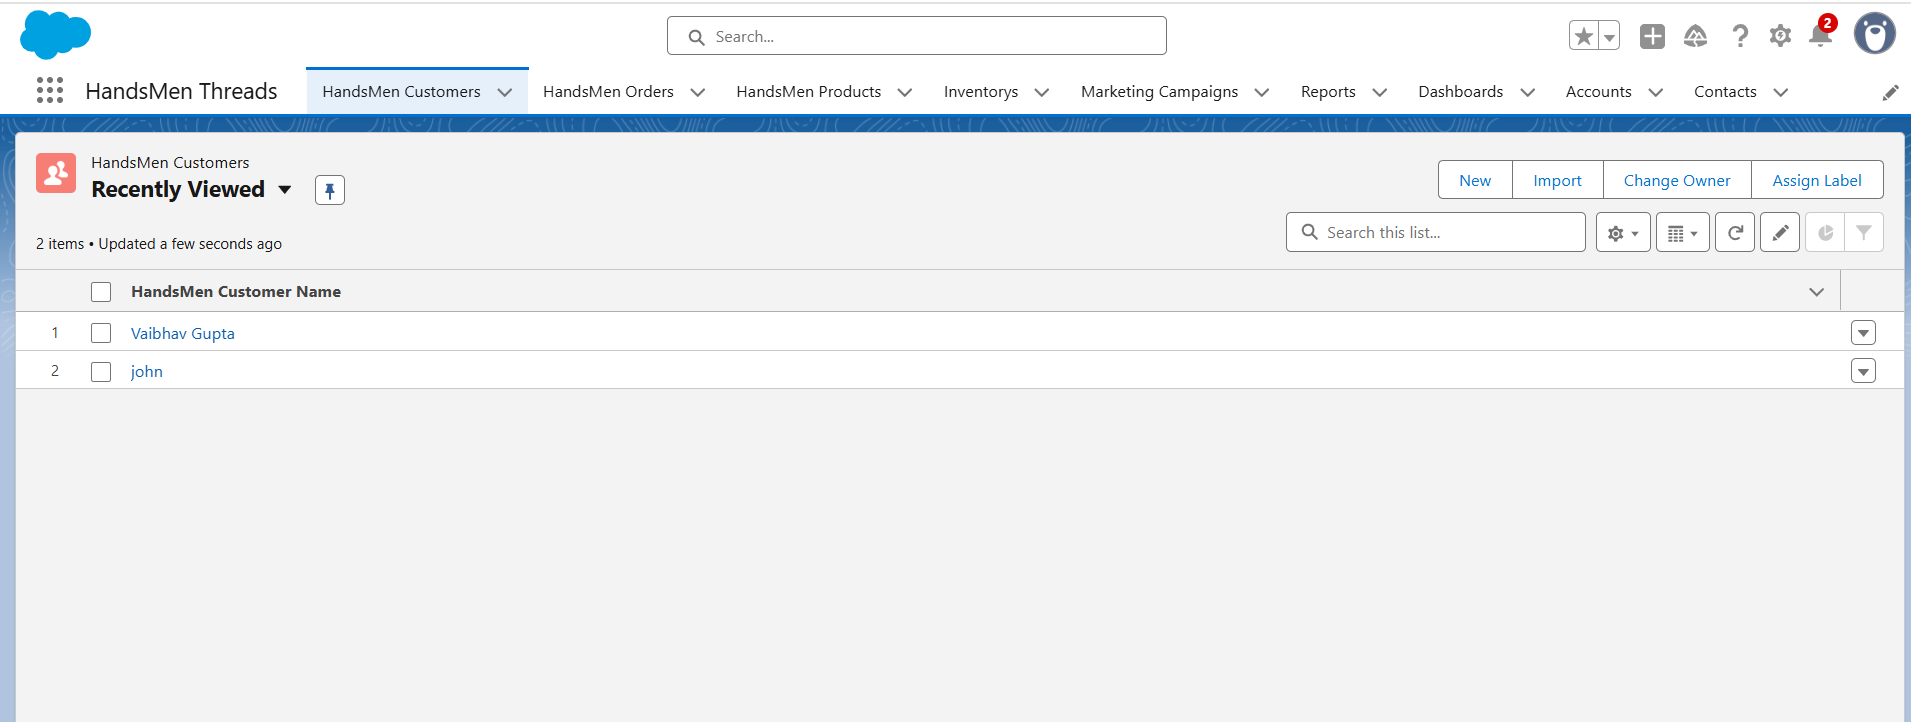 Search...
2
HandsMen Threads
HandsMen Customers
HandsMen Orders
HandsMen Products
Inventorys
Marketing Campaigns
Reports
Dashboards
Accounts
Contacts
HandsMen Customers
Recently Viewed
New
Import
Change Owner
Assign Label
2 items • Updated a few seconds ago
Search this list...
HandsMen Customer Name
1 Vaibhav Gupta
2 john